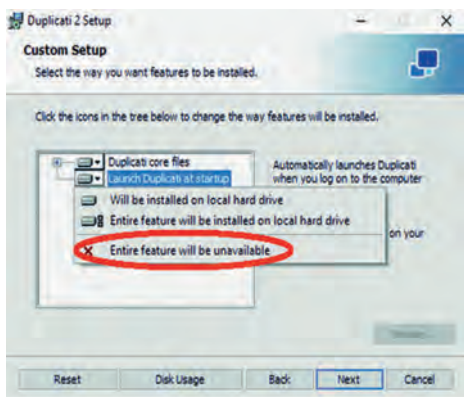 Duplicati 2 Setup
Custom Setup
Select the way you want features to be installed.
Click the icons in the tree below to change the way features will be installed.
Duplicati core files
Launch Duplicati at startup
Automatically launches Duplicati
when you log on to the computer
Will be installed on local hard drive
Entire feature will be installed on local hard drive
on your
X Entire feature will be unavailable
Reset Disk Usage Back Next Cancel